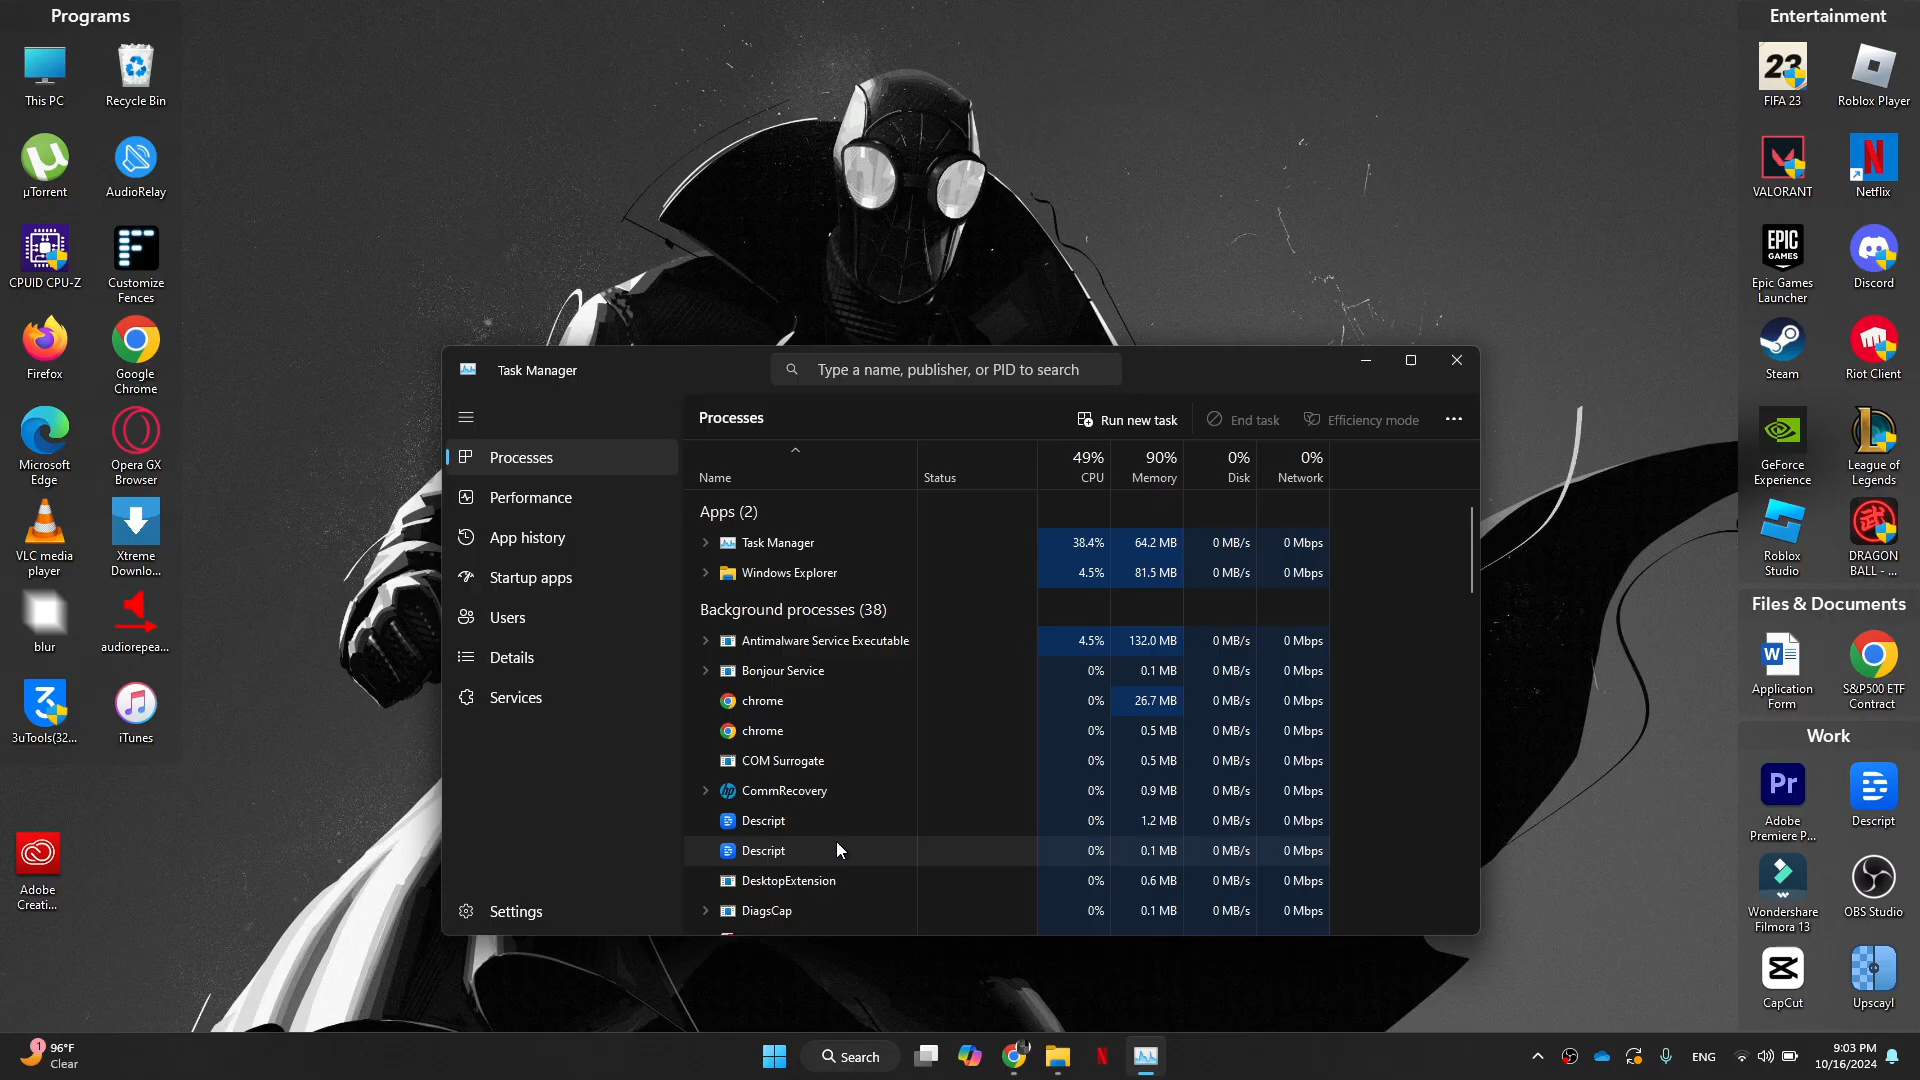 Programs
This PC
Recycle Bin
µTorrent
AudioRelay
CPUID CPU-Z
Customize
Fences
Firefox
Google
Chrome
Microsoft
Edge
Opera GX
Browser
VLC media
player
Xtreme
Downlo...
blur
audiorepea...
3uTools(32...
iTunes
Adobe
Creati...
Task Manager
Type a name, publisher, or PID to search
Processes
Performance
App history
Startup apps
Users
Details
Services
Settings
Processes
Run new task
End task
Efficiency mode
Name
Status
49%
CPU
90%
Memory
0%
Disk
0%
Network
Apps (2)
Task Manager 38.4% 64.2 MB 0 MB/s 0 Mbps
Windows Explorer 4.5% 81.5 MB 0 MB/s 0 Mbps
Background processes (38)
Antimalware Service Executable 4.5% 132.0 MB 0 MB/s 0 Mbps
Bonjour Service 0% 0.1 MB 0 MB/s 0 Mbps
chrome 0% 26.7 MB 0 MB/s 0 Mbps
chrome 0% 0.5 MB 0 MB/s 0 Mbps
COM Surrogate 0% 0.5 MB 0 MB/s 0 Mbps
CommRecovery 0% 0.9 MB 0 MB/s 0 Mbps
Descript 0% 1.2 MB 0 MB/s 0 Mbps
Descript 0% 0.1 MB 0 MB/s 0 Mbps
DesktopExtension 0% 0.6 MB 0 MB/s 0 Mbps
DiagsCap 0% 0.1 MB 0 MB/s 0 Mbps
Entertainment
23
FIFA 23
Roblox Player
VALORANT
Netflix
EPIC
GAMES
Epic Games
Launcher
Discord
Steam
Riot Client
GeForce
Experience
League of
Legends
Roblox
Studio
DRAGON
BALL - ...
Files & Documents
Application
Form
S&P500 ETF
Contract
Work
Pr
Adobe
Premiere P...
Descript
Wondershare
Filmora 13
OBS Studio
CapCut
Upscayl
1
96°F
Clear
Search
ENG
9:03 PM
10/16/2024